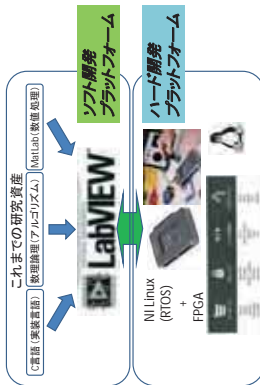 これまでの研究資産
C言語(実装言語)
数理論理(アルゴリズム)
MatLab(数値処理)
LabVIEW
ソフト開発
プラットフォーム
NI Linux
(RTOS)
+
FPGA
ハード開発
プラットフォーム